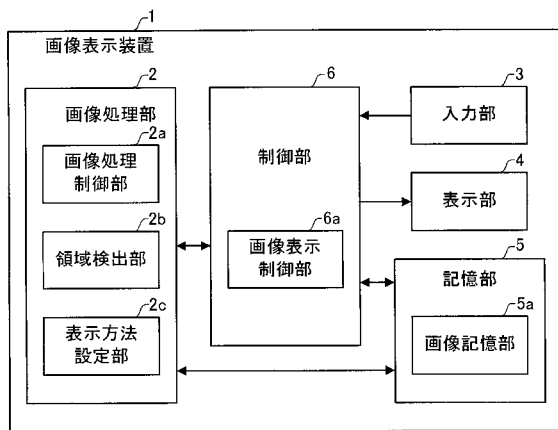 1
画像表示装置
2
画像処理部
2a
画像処理
制御部
2b
領域検出部
2c
表示方法
設定部
6
制御部
6a
画像表示
制御部
3
入力部
4
表示部
5
記憶部
5a
画像記憶部